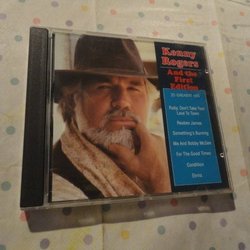 Kenny
Rogers
And the
First
Edition
20 GREATEST HITS
Ruby, Don't Take Your
Love To Town
Reuben James
Something's Burning
Me And Bobby McGee
For The Good Times
Condition
Elvira